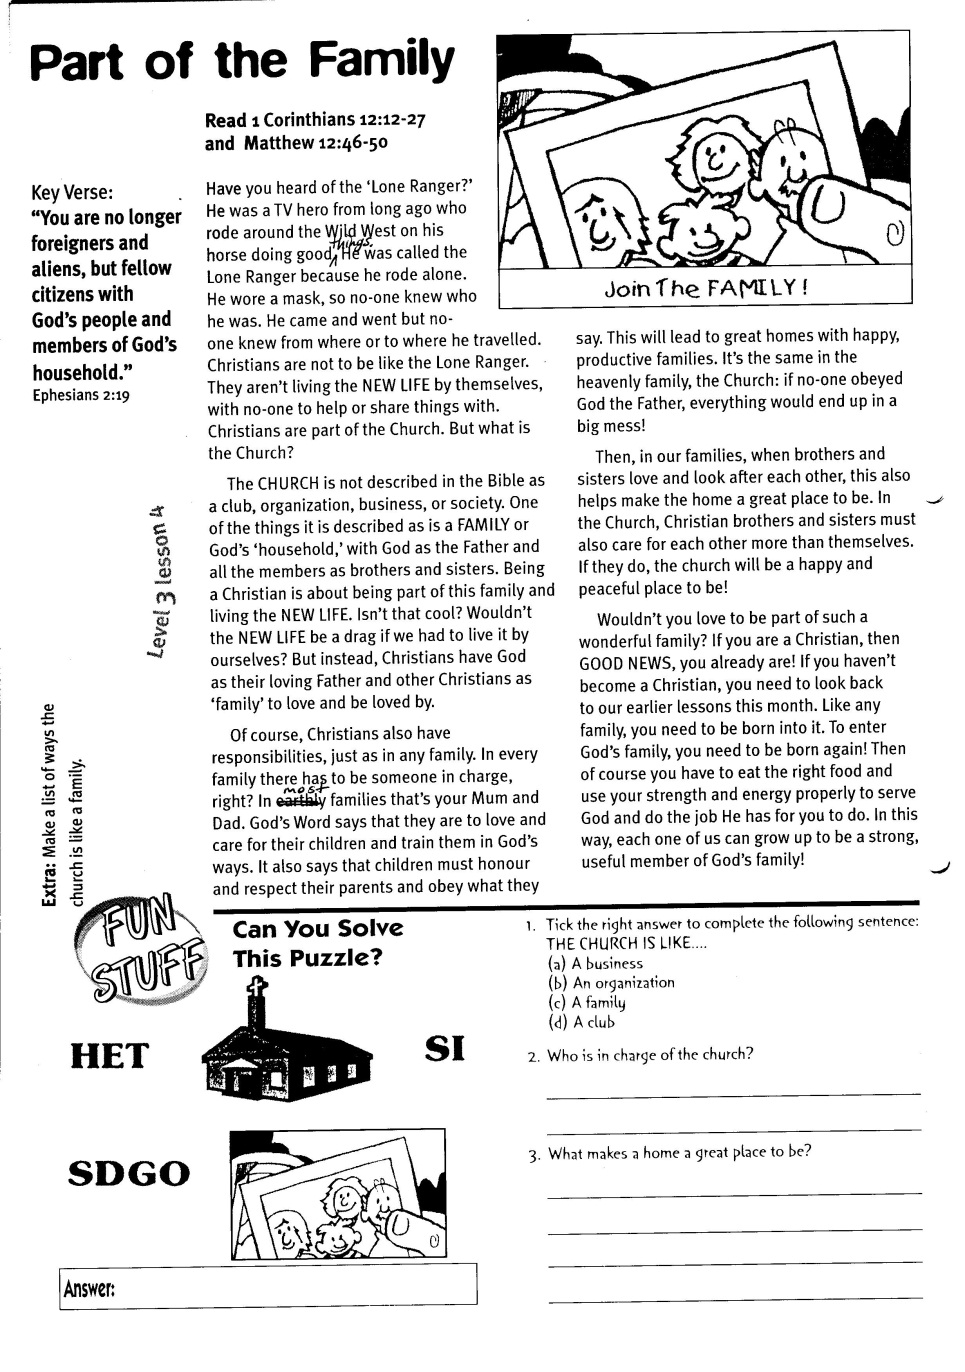 Part of the Family
Read 1 Corinthians 12:12-27
and Matthew 12:46-50
Join The FAMILY!
Key Verse:
“You are no longer
foreigners and
aliens, but fellow
citizens with
God’s people and
members of God’s
household.”
Ephesians 2:19
Level 3 lesson 4
Extra: Make a list of ways the
church is like a family.
Have you heard of the ‘Lone Ranger?’
He was a TV hero from long ago who
rode around the Wild West on his
horse doing good things. He was called the
Lone Ranger because he rode alone.
He wore a mask, so no-one knew who
he was. He came and went but no-
one knew from where or to where he travelled.
Christians are not to be like the Lone Ranger.
They aren’t living the NEW LIFE by themselves,
with no-one to help or share things with.
Christians are part of the Church. But what is
the Church?
The CHURCH is not described in the Bible as
a club, organization, business, or society. One
of the things it is described as is a FAMILY or
God’s ‘household,’ with God as the Father and
all the members as brothers and sisters. Being
a Christian is about being part of this family and
living the NEW LIFE. Isn’t that cool? Wouldn’t
the NEW LIFE be a drag if we had to live it by
ourselves? But instead, Christians have God
as their loving Father and other Christians as
‘family’ to love and be loved by.
Of course, Christians also have
responsibilities, just as in any family. In every
family there has to be someone in charge,
right? In earthly most families that’s your Mum and
Dad. God’s Word says that they are to love and
care for their children and train them in God’s
ways. It also says that children must honour
and respect their parents and obey what they
say. This will lead to great homes with happy,
productive families. It’s the same in the
heavenly family, the Church: if no-one obeyed
God the Father, everything would end up in a
big mess!
Then, in our families, when brothers and
sisters love and look after each other, this also
helps make the home a great place to be. In
the Church, Christian brothers and sisters must
also care for each other more than themselves.
If they do, the church will be a happy and
peaceful place to be!
Wouldn’t you love to be part of such a
wonderful family? If you are a Christian, then
GOOD NEWS, you already are! If you haven’t
become a Christian, you need to look back
to our earlier lessons this month. Like any
family, you need to be born into it. To enter
God’s family, you need to be born again! Then
of course you have to eat the right food and
use your strength and energy properly to serve
God and do the job He has for you to do. In this
way, each one of us can grow up to be a strong,
useful member of God’s family!
FUN
STUFF
Can You Solve
This Puzzle?
HET
SI
SDGO
Answer:
1. Tick the right answer to complete the following sentence:
THE CHURCH IS LIKE....
(a) A business
(b) An organization
(c) A family
(d) A club
2. Who is in charge of the church?
3. What makes a home a great place to be?